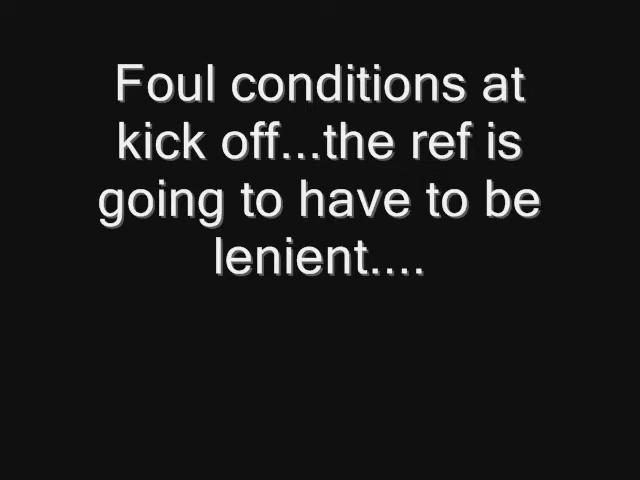 Foul conditions at
kick off...the ref is
going to have to be
lenient....